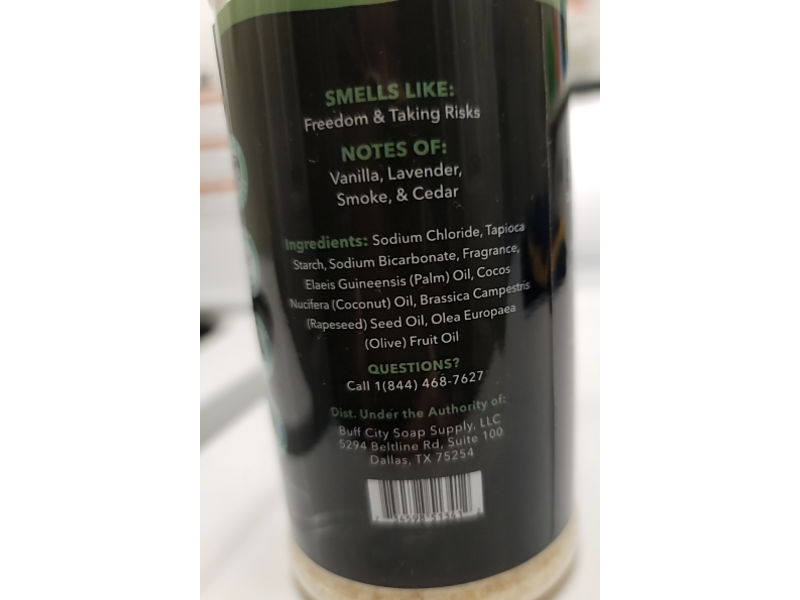 SMELLS LIKE:
Freedom & Taking Risks
NOTES OF:
Vanilla, Lavender,
Smoke, & Cedar
Ingredients: Sodium Chloride, Tapioca
Starch, Sodium Bicarbonate, Fragrance,
Elaeis Guineensis (Palm) Oil, Cocos
Nucifera (Coconut) Oil, Brassica Campestris
(Rapeseed) Seed Oil, Olea Europaea
(Olive) Fruit Oil
QUESTIONS?
Call 1(844) 468-7627
Dist. Under the Authority of:
Buff City Soap Supply, LLC
5294 Beltline Rd, Suite 100
Dallas, TX 75254